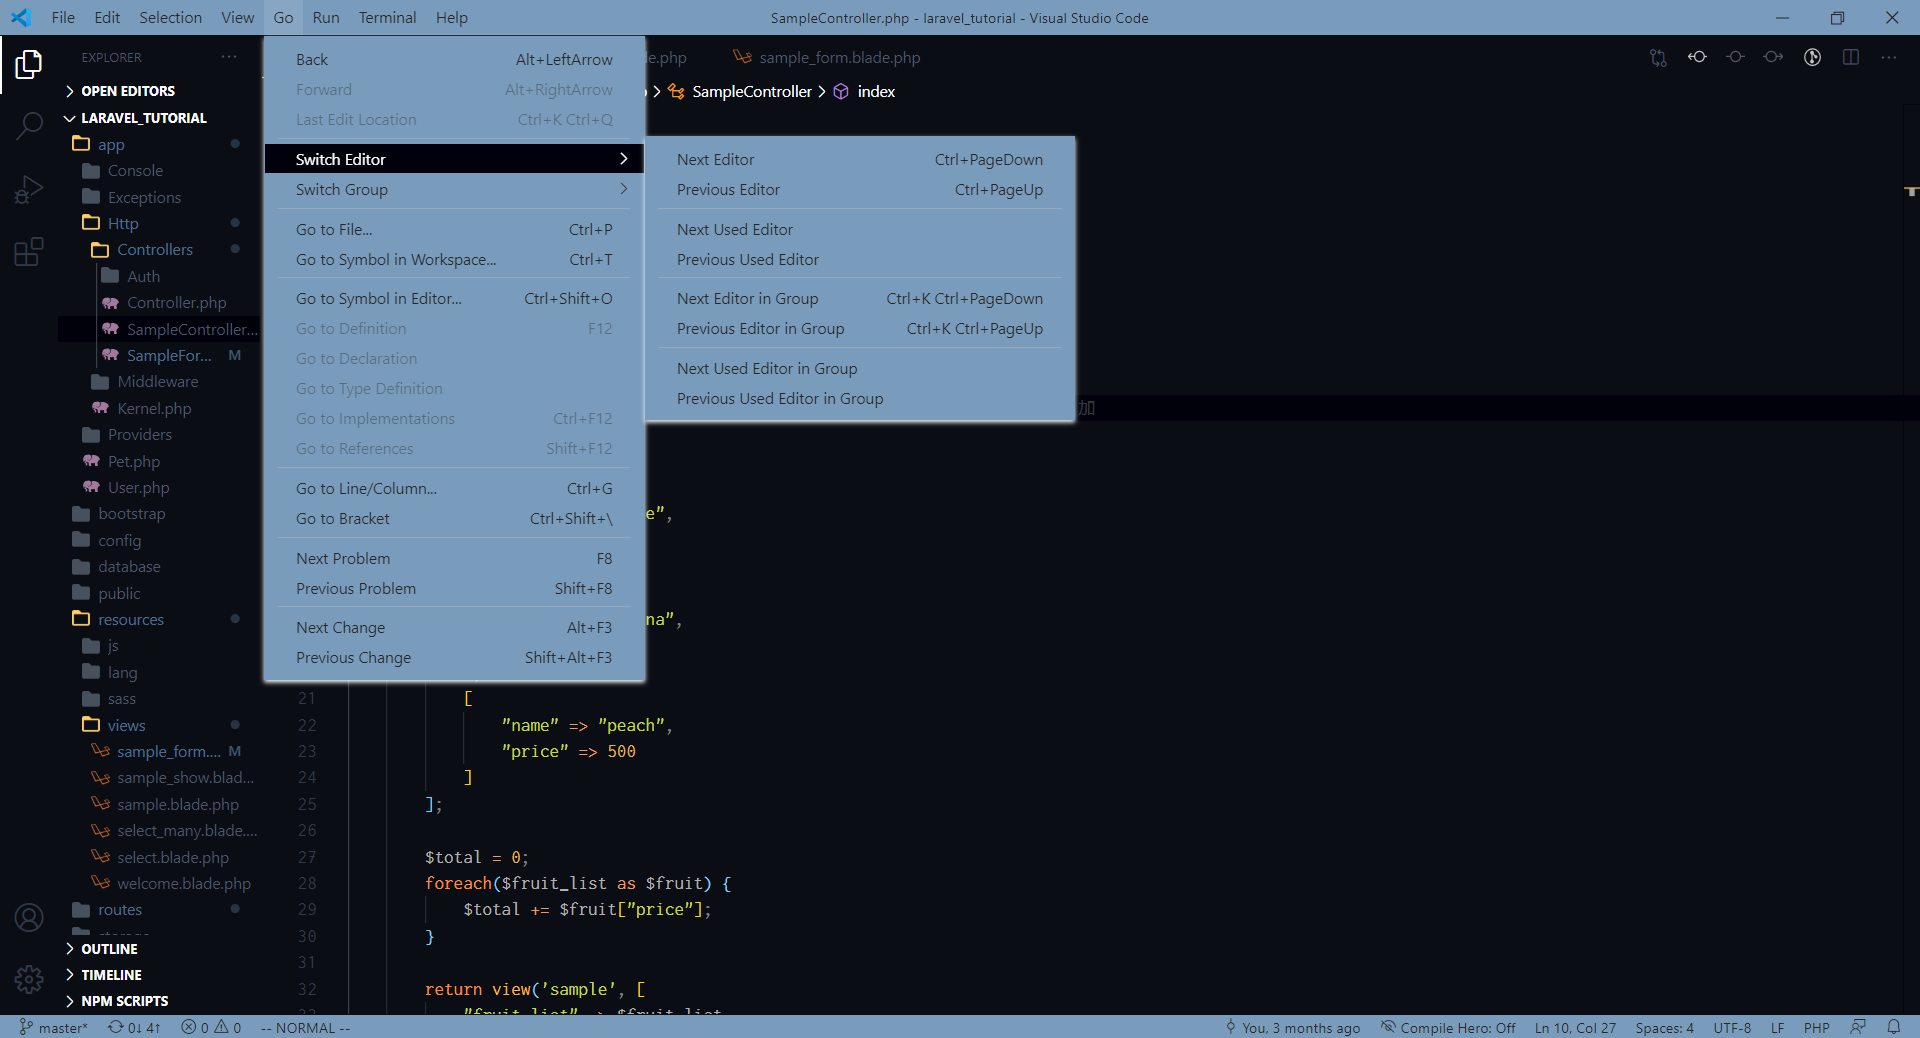 File Edit Selection View Go Run Terminal Help
SampleController.php - laravel_tutorial - Visual Studio Code
EXPLORER
OPEN EDITORS
LARAVEL_TUTORIAL
app
Console
Exceptions
Http
Controllers
Auth
Controller.php
SampleController...
SampleFor... M
Middleware
Kernel.php
Providers
Pet.php
User.php
bootstrap
config
database
public
resources
js
lang
sass
views
sample_form.... M
sample_show.blad...
sample.blade.php
select_many.blade....
select.blade.php
welcome.blade.php
routes
OUTLINE
TIMELINE
NPM SCRIPTS
Back Alt+LeftArrow
Forward Alt+RightArrow
Last Edit Location Ctrl+K Ctrl+Q
Switch Editor
Switch Group
Go to File... Ctrl+P
Go to Symbol in Workspace... Ctrl+T
Go to Symbol in Editor... Ctrl+Shift+O
Go to Definition F12
Go to Declaration
Go to Type Definition
Go to Implementations Ctrl+F12
Go to References Shift+F12
Go to Line/Column... Ctrl+G
Go to Bracket Ctrl+Shift+\
Next Problem F8
Previous Problem Shift+F8
Next Change Alt+F3
Previous Change Shift+Alt+F3
Next Editor Ctrl+PageDown
Previous Editor Ctrl+PageUp
Next Used Editor
Previous Used Editor
Next Editor in Group Ctrl+K Ctrl+PageDown
Previous Editor in Group Ctrl+K Ctrl+PageUp
Next Used Editor in Group
Previous Used Editor in Group
le.php sample_form.blade.php
SampleController > index
加
e",
na",
21 [
22 "name" => "peach",
23 "price" => 500
24 ]
25 ];
26
27 $total = 0;
28 foreach($fruit_list as $fruit) {
29 $total += $fruit["price"];
30 }
31
32 return view('sample', [
"fruit_list" => $fruit_list
master* 0↓ 4↑ 0 0 -- NORMAL --
You, 3 months ago Compile Hero: Off Ln 10, Col 27 Spaces: 4 UTF-8 LF PHP